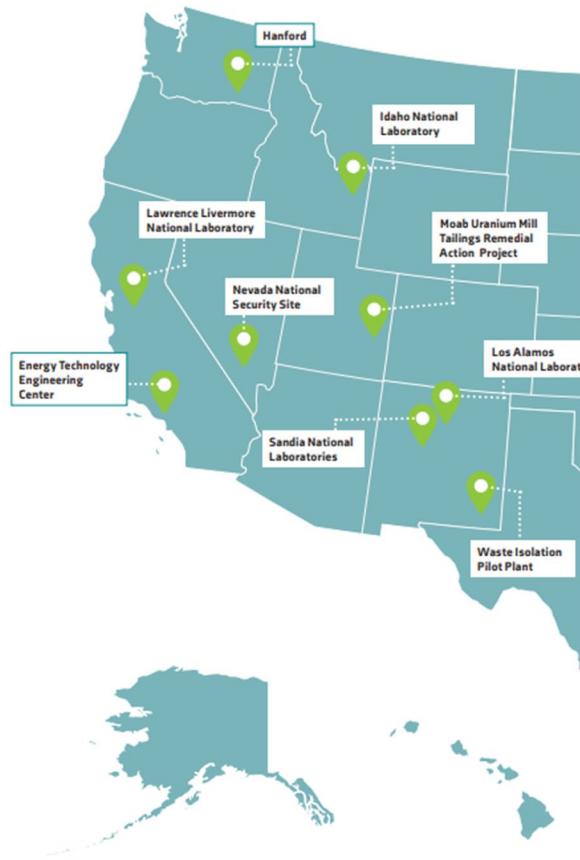 Hanford
Idaho National
Laboratory
Lawrence Livermore
National Laboratory
Moab Uranium Mill
Tailings Remedial
Action Project
Nevada National
Security Site
Energy Technology
Engineering
Center
Los Alamos
National Laborat
Sandia National
Laboratories
Waste Isolation
Pilot Plant